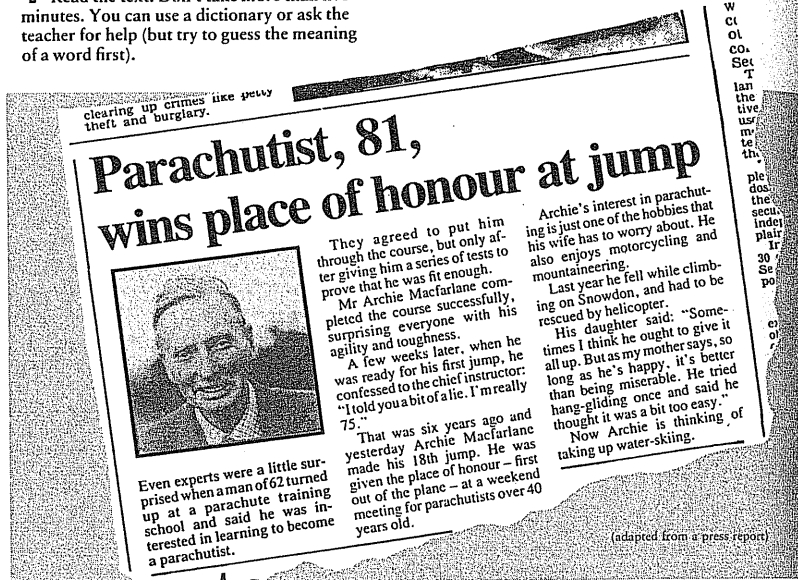 minutes. You can use a dictionary or ask the
teacher for help (but try to guess the meaning
of a word first).
clearing up crimes like petty
theft and burglary.
Parachutist, 81,
wins place of honour at jump
Even experts were a little sur-
prised when a man of 62 turned
up at a parachute training
school and said he was in-
terested in learning to become
a parachutist.
They agreed to put him
through the course, but only af-
ter giving him a series of tests to
prove that he was fit enough.
Mr Archie Macfarlane com-
pleted the course successfully,
surprising everyone with his
agility and toughness.
A few weeks later, when he
was ready for his first jump, he
confessed to the chief instructor:
“I told you a bit of a lie. I'm really
75.”
That was six years ago and
yesterday Archie Macfarlane
made his 18th jump. He was
given the place of honour – first
out of the plane – at a weekend
meeting for parachutists over 40
years old.
Archie's interest in parachut-
ing is just one of the hobbies that
his wife has to worry about. He
also enjoys motorcycling and
mountaineering.
Last year he fell while climb-
ing on Snowdon, and had to be
rescued by helicopter.
His daughter said: “Some-
times I think he ought to give it
all up. But as my mother says, so
long as he's happy, it's better
than being miserable. He tried
hang-gliding once and said he
thought it was a bit too easy.”
Now Archie is thinking of
taking up water-skiing.
(adapted from a press report)